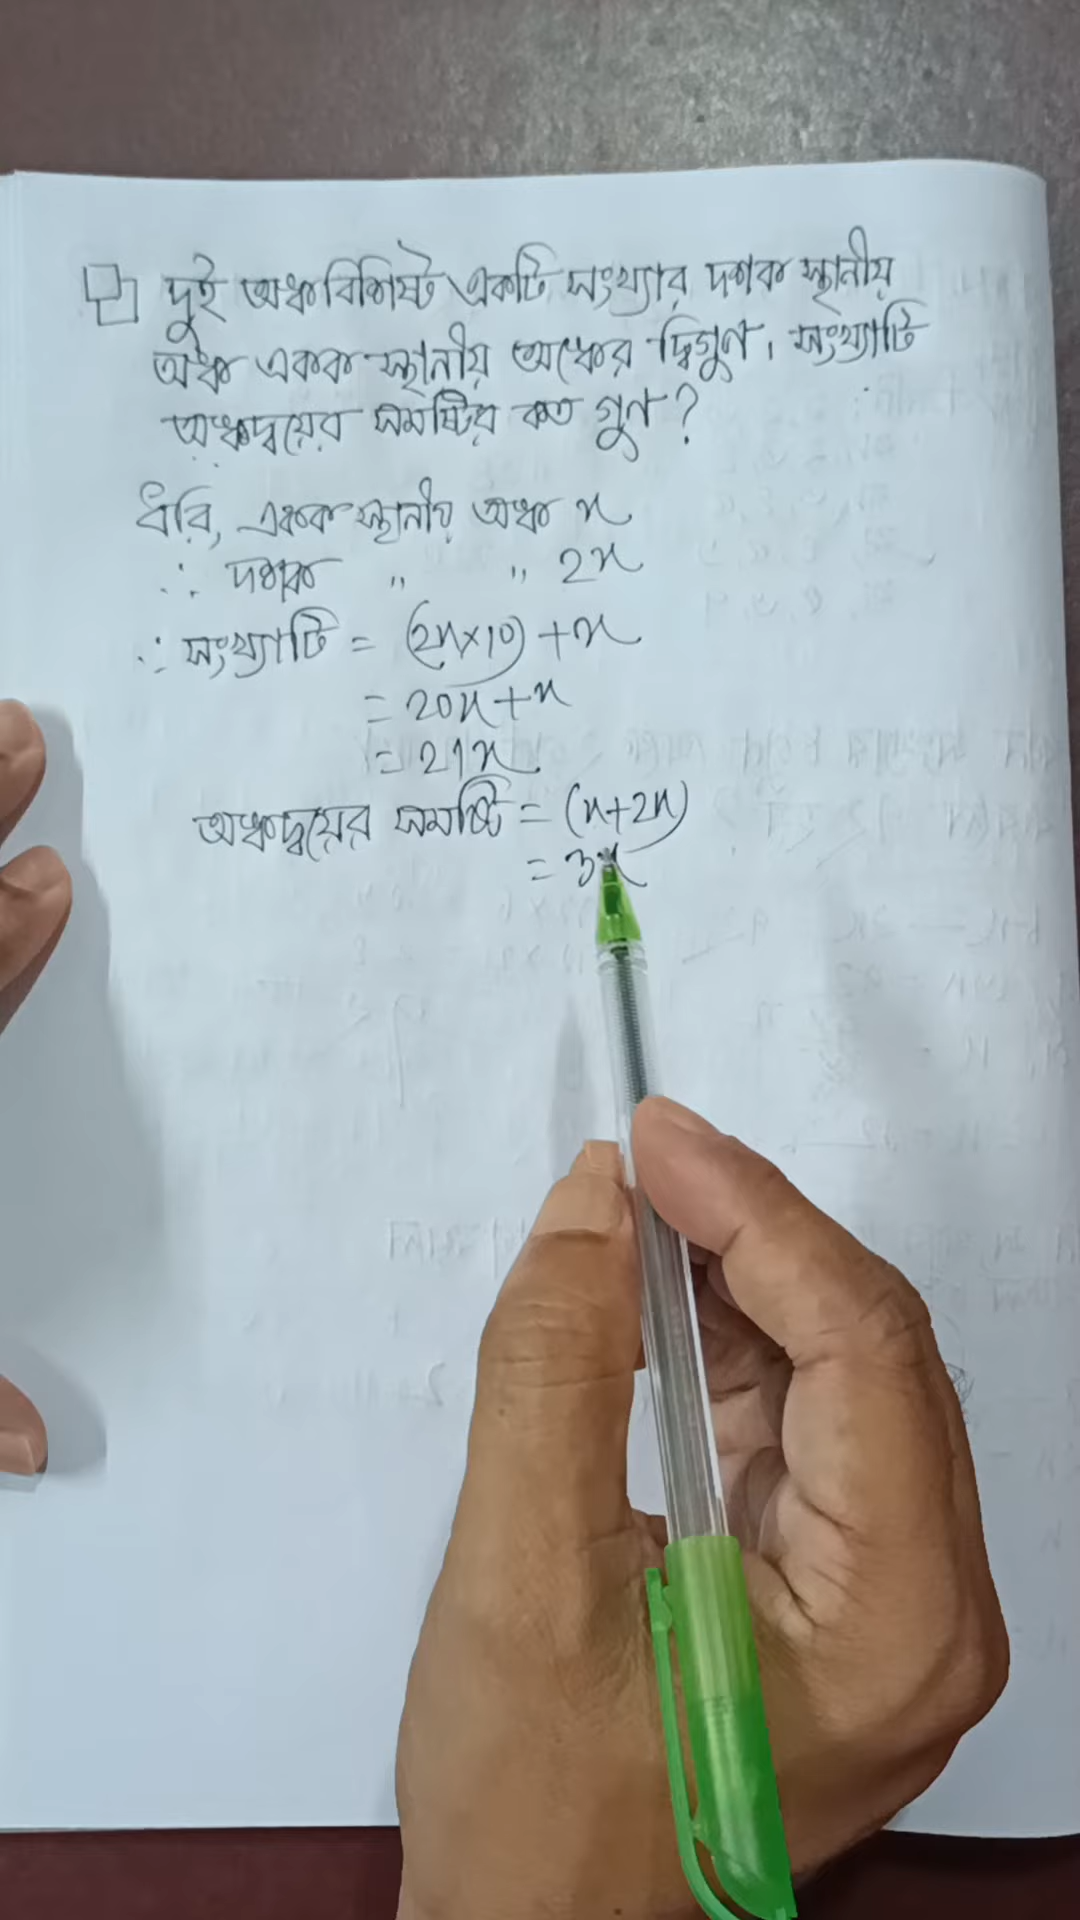 দুই অঙ্কবিশিষ্ট একটি সংখ্যার দশক স্থানীয়
অঙ্ক একক স্থানীয় অঙ্কের দ্বিগুণ। সংখ্যাটি
অঙ্কদ্বয়ের সমষ্টির কত গুণ?
ধরি, একক স্থানীয় অঙ্ক x
∴ দশক " " 2x
∴ সংখ্যাটি = (2x×10) + x
= 20x + x
= 21x
অঙ্কদ্বয়ের সমষ্টি = (x+2x)
= 3x